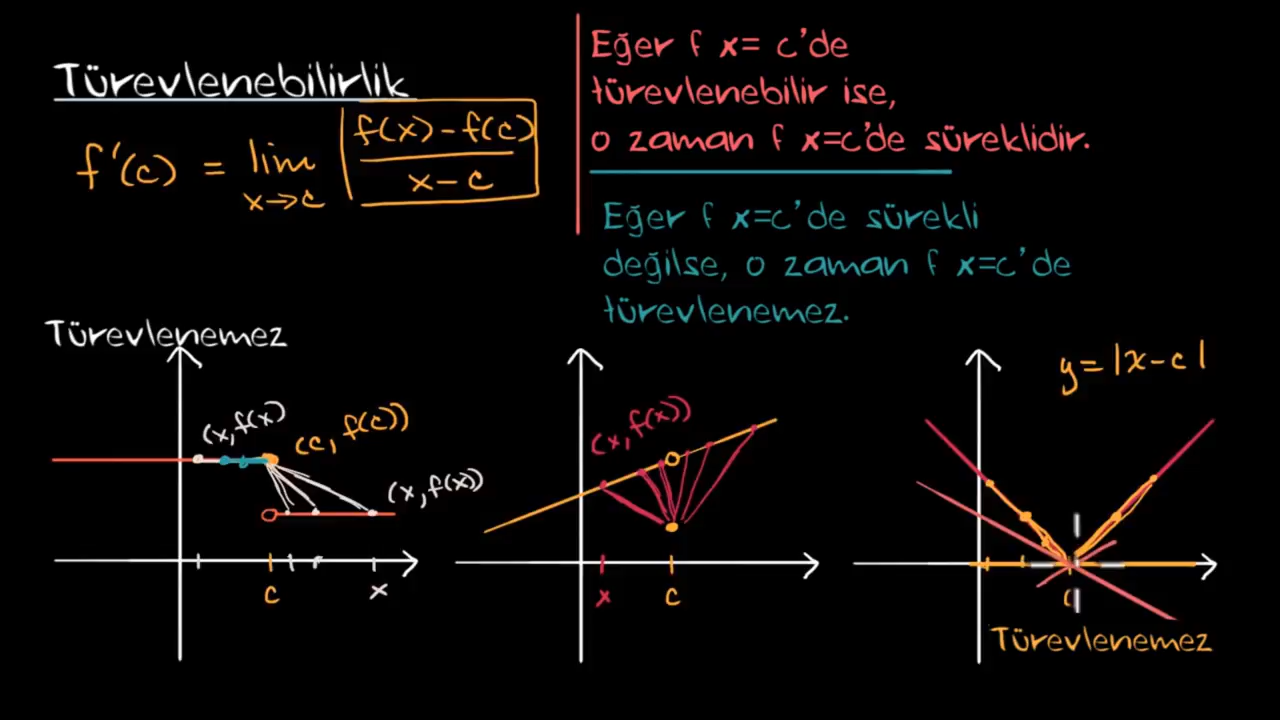 Türevlenebilirlik
f'(c) = lim x→c f(x)-f(c) / x-c
Eğer f x= c'de
türevlenebilir ise,
o zaman f x=c'de süreklidir.
Eğer f x=c'de sürekli
değilse, o zaman f x=c'de
türevlenemez.
Türevlenemez
(x,f(x)
(c, f(c))
(x,f(x))
c
x
(x,f(x))
x
c
y=|x-c|
c
Türevlenemez